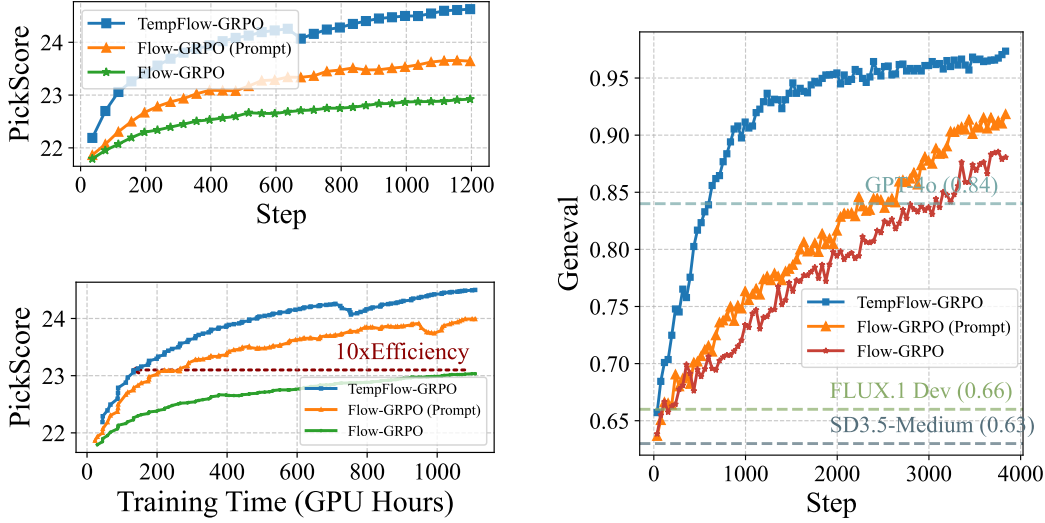 PickScore
24
23
22
TempFlow-GRPO
Flow-GRPO (Prompt)
Flow-GRPO
0
200
400
600
800
1000
1200
Step
PickScore
24
23
22
10xEfficiency
TempFlow-GRPO
Flow-GRPO (Prompt)
Flow-GRPO
0
200
400
600
800
1000
Training Time (GPU Hours)
Geneval
0.95
0.90
0.85
0.80
0.75
0.70
0.65
GPT-4o (0.84)
TempFlow-GRPO
Flow-GRPO (Prompt)
Flow-GRPO
FLUX.1 Dev (0.66)
SD3.5-Medium (0.63)
0
1000
2000
3000
4000
Step